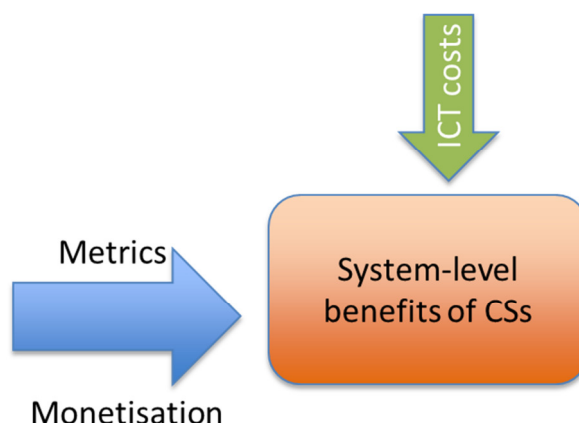 ICT costs
Metrics
System-level
benefits of CSs
Monetisation